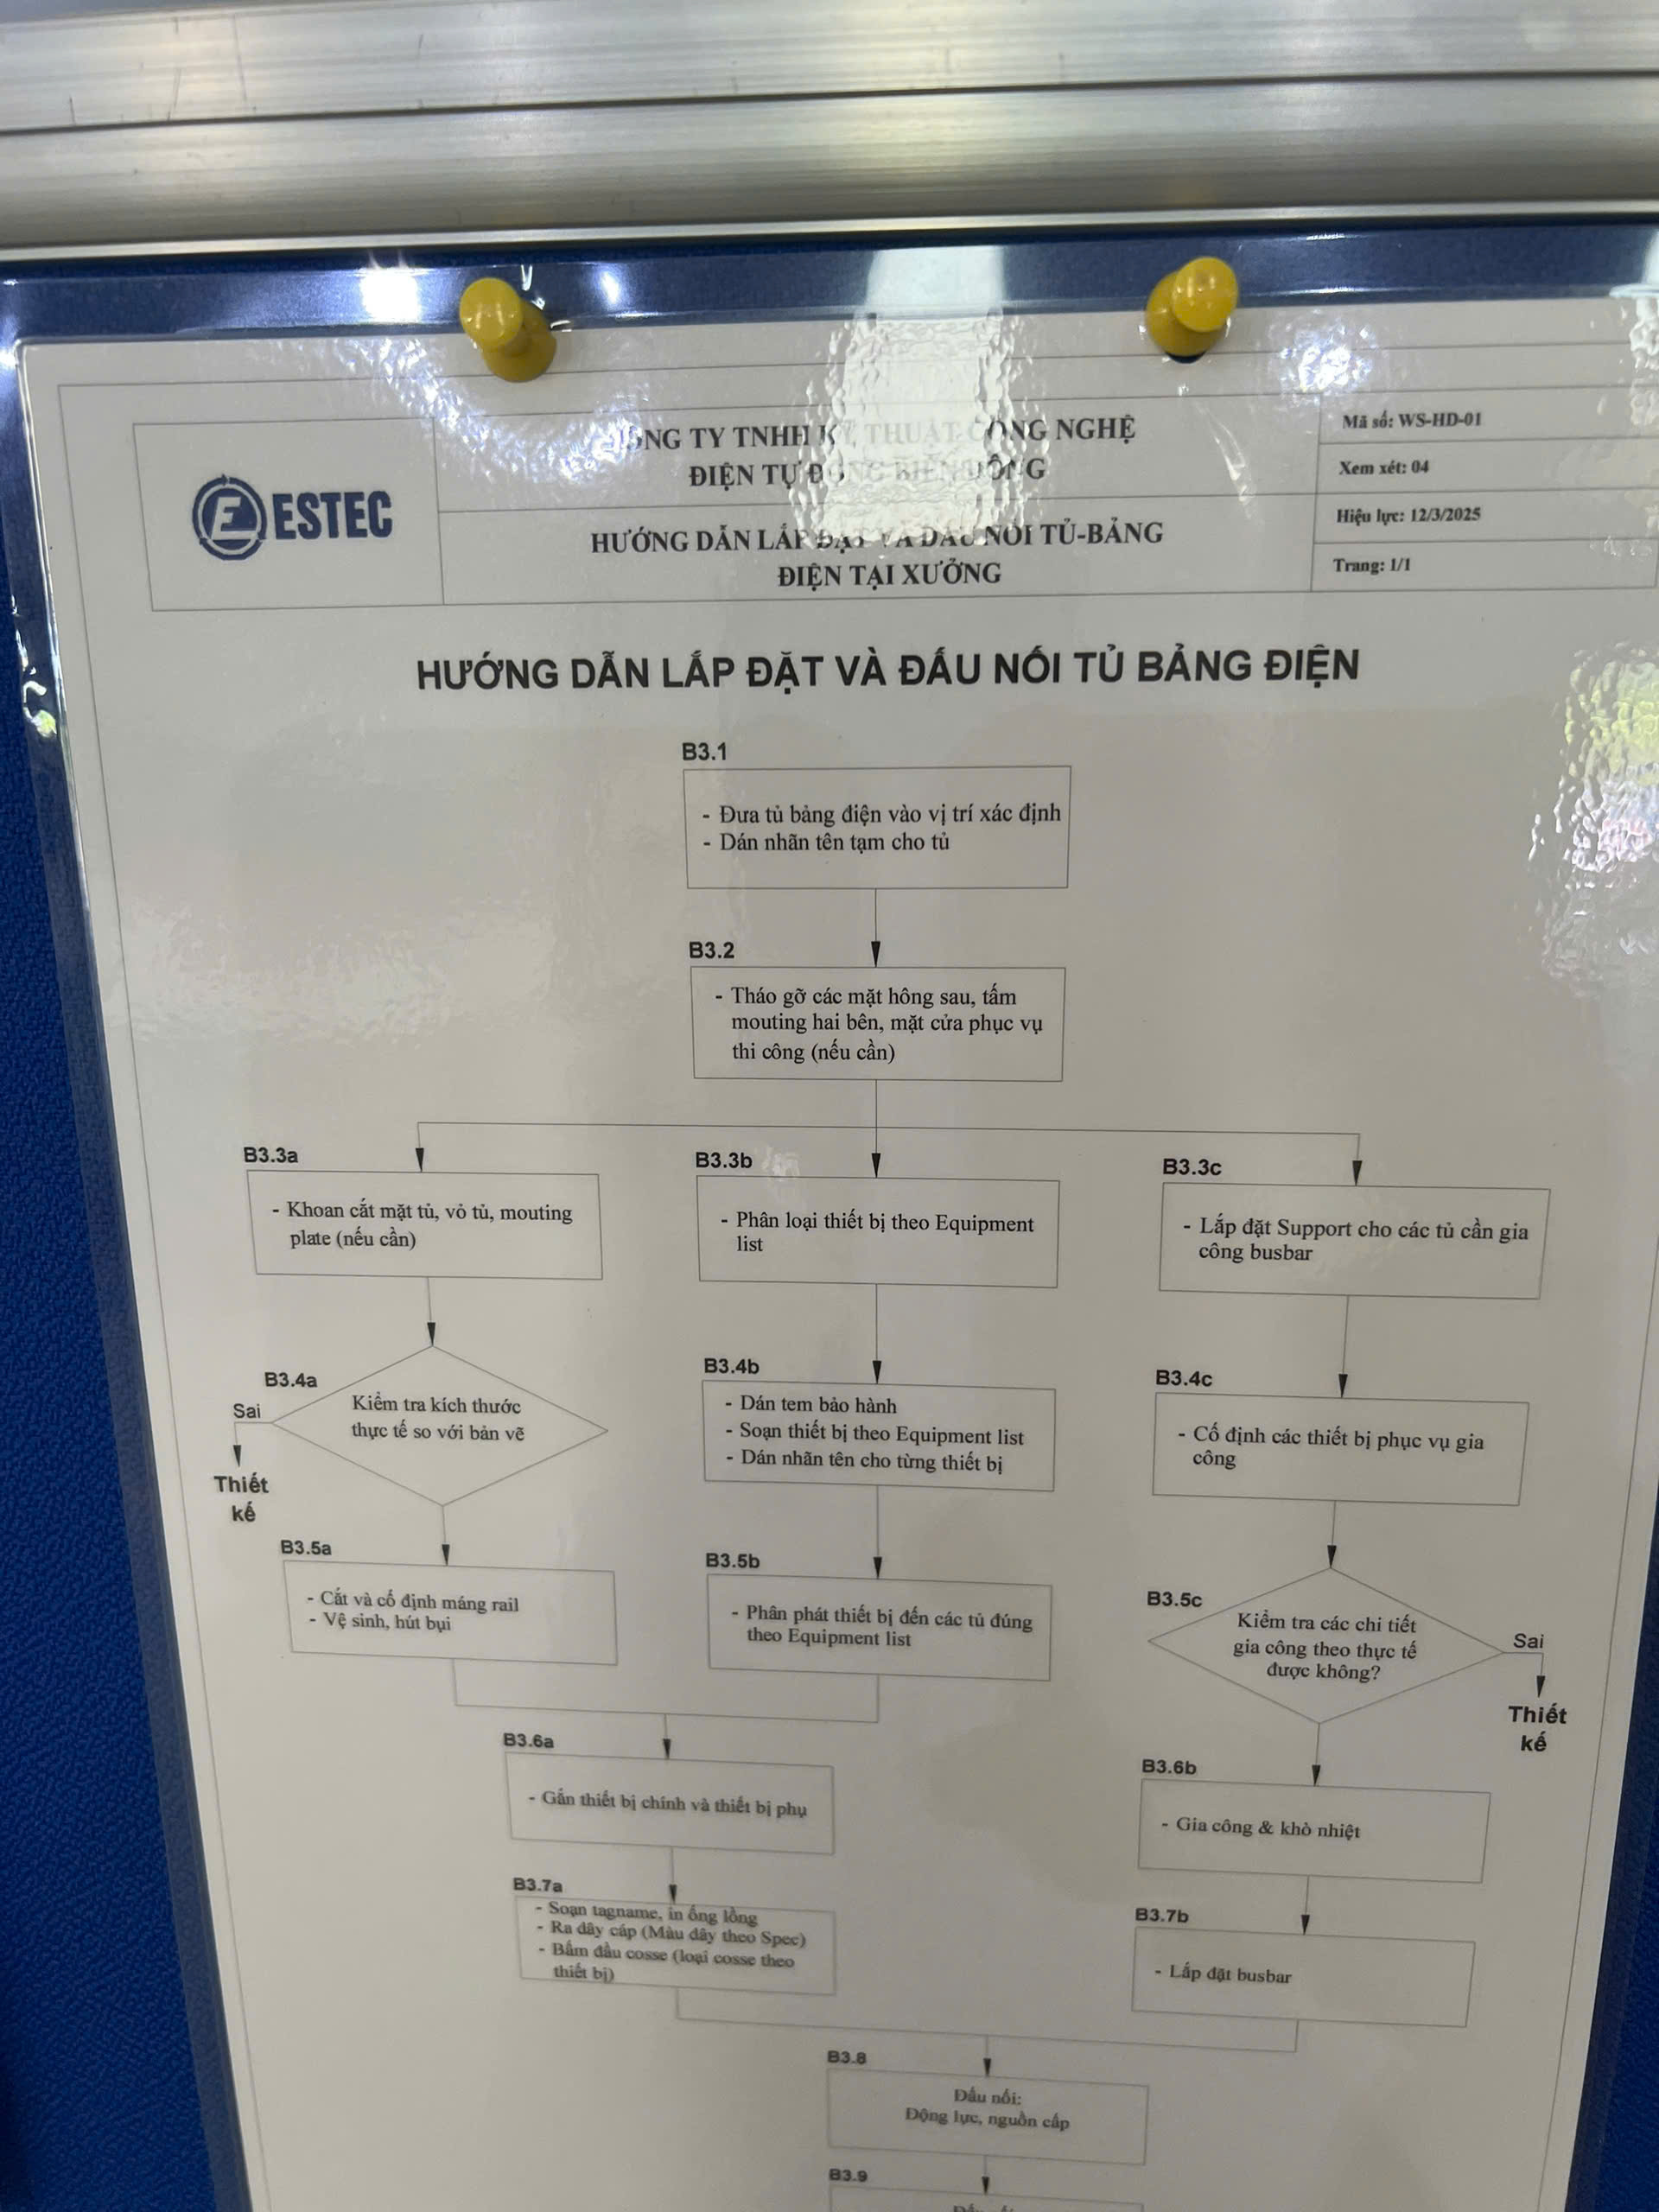 ESTEC
ÔNG TY TNHH KỸ THUẬT CÔNG NGHỆ
ĐIỆN TỰ ĐỘNG BIỂN ĐÔNG
HƯỚNG DẪN LẮP ĐẶT VÀ ĐẤU NỐI TỦ-BẢNG
ĐIỆN TẠI XƯỞNG
Mã số: WS-HD-01
Xem xét: 04
Hiệu lực: 12/3/2025
Trang: 1/1
HƯỚNG DẪN LẮP ĐẶT VÀ ĐẤU NỐI TỦ BẢNG ĐIỆN
B3.1
- Đưa tủ bảng điện vào vị trí xác định
- Dán nhãn tên tạm cho tủ
B3.2
- Tháo gỡ các mặt hông sau, tấm
mouting hai bên, mặt cửa phục vụ
thi công (nếu cần)
B3.3a
- Khoan cắt mặt tủ, vỏ tủ, mouting
plate (nếu cần)
B3.3b
- Phân loại thiết bị theo Equipment
list
B3.3c
- Lắp đặt Support cho các tủ cần gia
công busbar
B3.4a
Kiểm tra kích thước
thực tế so với bản vẽ
Sai
Thiết
kế
B3.4b
- Dán tem bảo hành
- Soạn thiết bị theo Equipment list
- Dán nhãn tên cho từng thiết bị
B3.4c
- Cố định các thiết bị phục vụ gia
công
B3.5a
- Cắt và cố định máng rail
- Vệ sinh, hút bụi
B3.5b
- Phân phát thiết bị đến các tủ đúng
theo Equipment list
B3.5c
Kiểm tra các chi tiết
gia công theo thực tế
được không?
Sai
Thiết
kế
B3.6a
- Gắn thiết bị chính và thiết bị phụ
B3.6b
- Gia công & khò nhiệt
B3.7a
- Soạn tagname, in ống lồng
- Ra dây cáp (Màu dây theo Spec)
- Bấm đầu cosse (loại cosse theo
thiết bị)
B3.7b
- Lắp đặt busbar
B3.8
Đấu nối:
Động lực, nguồn cấp
B3.9